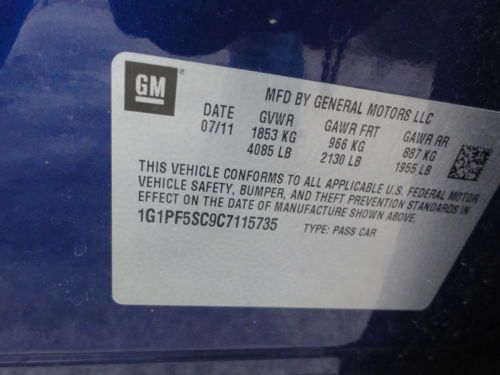 GM
MFD BY GENERAL MOTORS LLC
DATE GVWR GAWR FRT GAWR RR
07/11 1853 KG 966 KG 887 KG
4085 LB 2130 LB 1955 LB
THIS VEHICLE CONFORMS TO ALL APPLICABLE U.S. FEDERAL MOTOR
VEHICLE SAFETY, BUMPER, AND THEFT PREVENTION STANDARDS IN
EFFECT ON THE DATE OF MANUFACTURE SHOWN ABOVE.
1G1PF5SC9C7115735 TYPE: PASS CAR